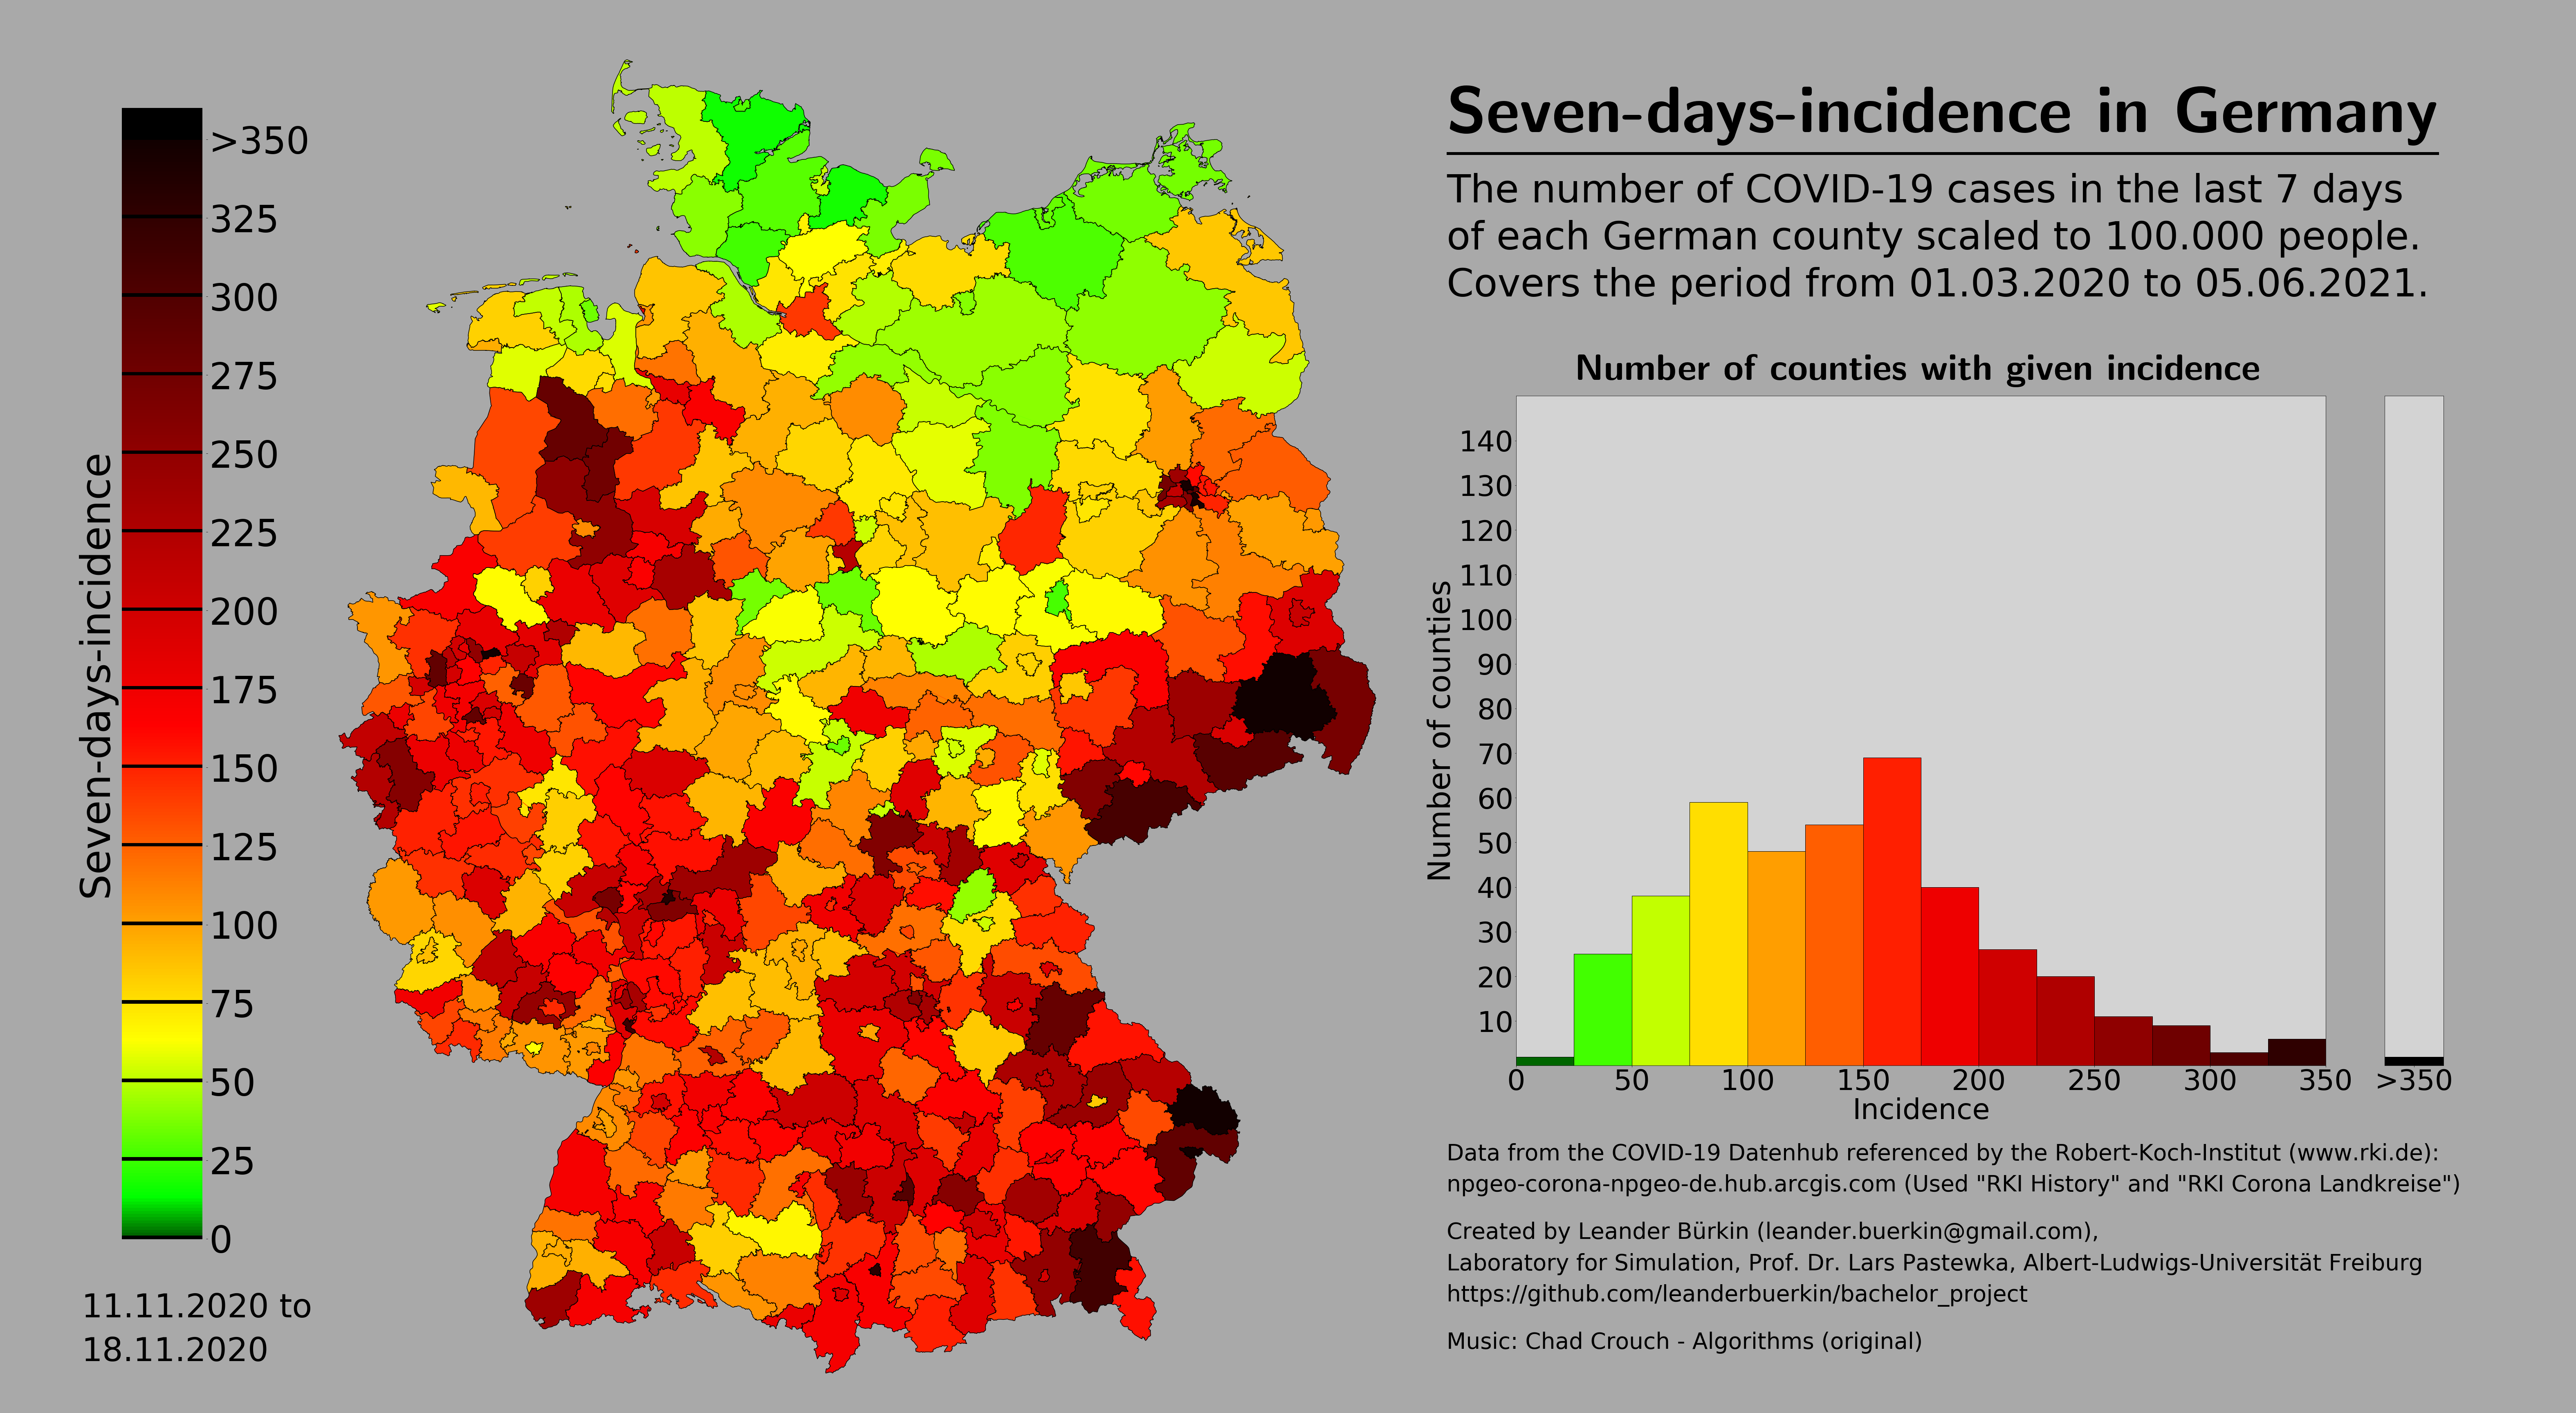 Seven-days-incidence in Germany
The number of COVID-19 cases in the last 7 days
of each German county scaled to 100.000 people.
Covers the period from 01.03.2020 to 05.06.2021.
Seven-days-incidence
>350
325
300
275
250
225
200
175
150
125
100
75
50
25
0
11.11.2020 to
18.11.2020
Number of counties with given incidence
Number of counties
140
130
120
110
100
90
80
70
60
50
40
30
20
10
0 50 100 150 200 250 300 350 >350
Incidence
Data from the COVID-19 Datenhub referenced by the Robert-Koch-Institut (www.rki.de):
npgeo-corona-npgeo-de.hub.arcgis.com (Used "RKI History" and "RKI Corona Landkreise")
Created by Leander Bürkin (leander.buerkin@gmail.com),
Laboratory for Simulation, Prof. Dr. Lars Pastewka, Albert-Ludwigs-Universität Freiburg
https://github.com/leanderbuerkin/bachelor_project
Music: Chad Crouch - Algorithms (original)